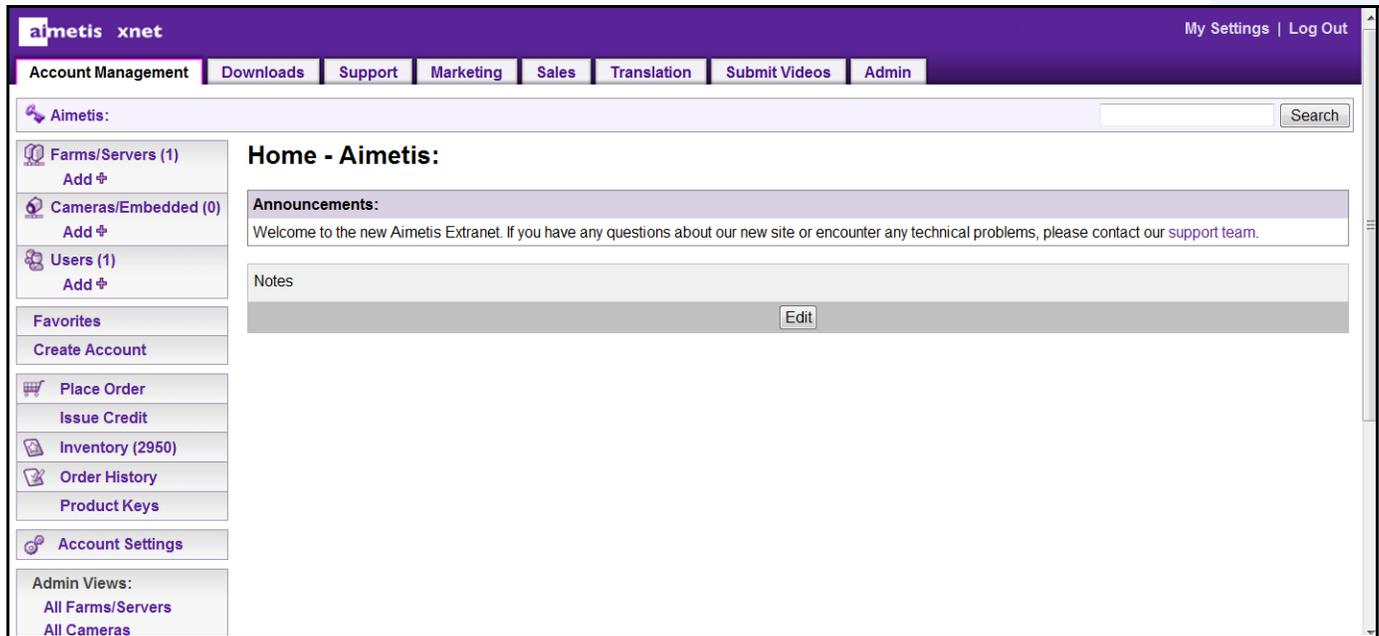 aimetis xnet
My Settings | Log Out
Account Management Downloads Support Marketing Sales Translation Submit Videos Admin
Aimetis:
Search
Farms/Servers (1)
Add
Cameras/Embedded (0)
Add
Users (1)
Add
Favorites
Create Account
Place Order
Issue Credit
Inventory (2950)
Order History
Product Keys
Account Settings
Admin Views:
All Farms/Servers
All Cameras
Home - Aimetis:
Announcements:
Welcome to the new Aimetis Extranet. If you have any questions about our new site or encounter any technical problems, please contact our support team.
Notes
Edit